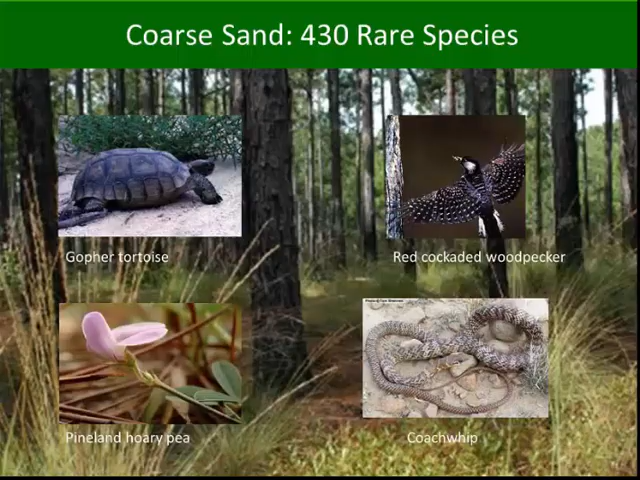 Coarse Sand: 430 Rare Species
Gopher tortoise
Red cockaded woodpecker
Pineland hoary pea
Coachwhip